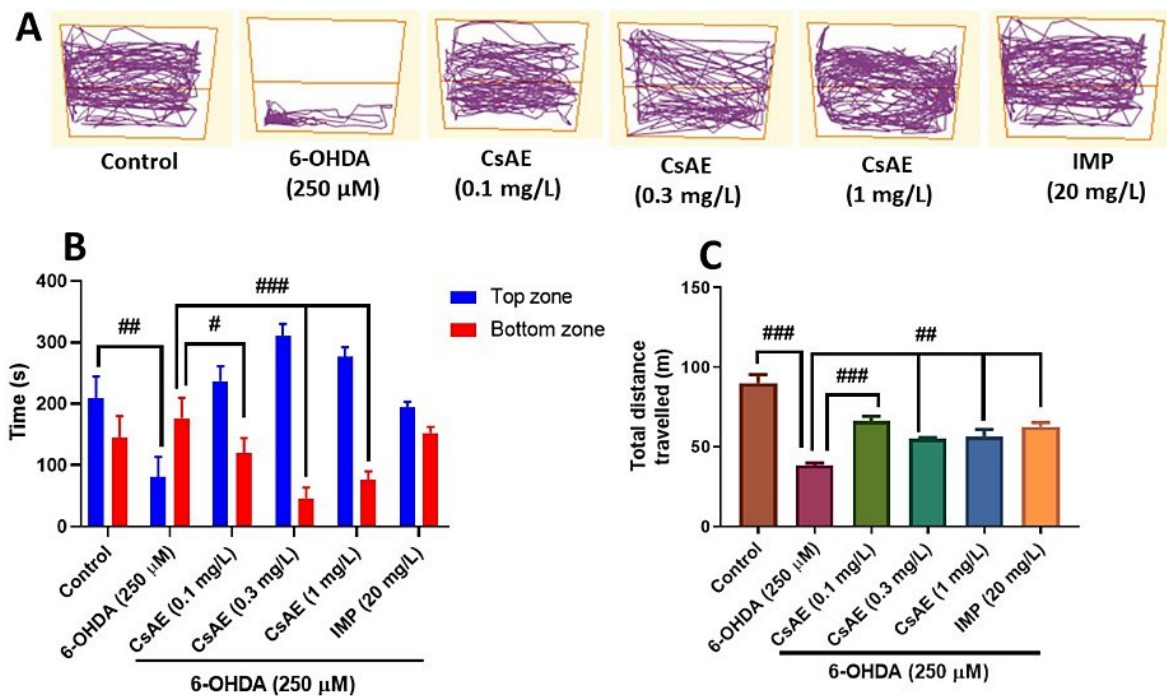 A
Control
6-OHDA
(250 µM)
CsAE
(0.1 mg/L)
CsAE
(0.3 mg/L)
CsAE
(1 mg/L)
IMP
(20 mg/L)
B
400
300
200
100
0
Time (s)
##
#
###
Top zone
Bottom zone
Control
6-OHDA (250 µM)
CsAE (0.1 mg/L)
CsAE (0.3 mg/L)
CsAE (1 mg/L)
IMP (20 mg/L)
6-OHDA (250 µM)
C
150
100
50
0
Total distance
travelled (m)
###
###
##
Control
6-OHDA (250 µM)
CsAE (0.1 mg/L)
CsAE (0.3 mg/L)
CsAE (1 mg/L)
IMP (20 mg/L)
6-OHDA (250 µM)